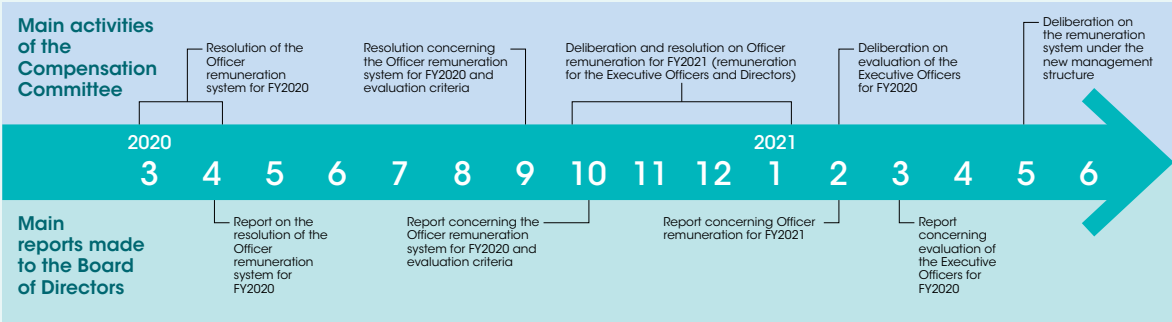 Main activities
of the
Compensation
Committee
Resolution of the
Officer
remuneration
system for FY2020
Resolution concerning
the Officer remuneration
system for FY2020 and
evaluation criteria
Deliberation and resolution on Officer
remuneration for FY2021 (remuneration
for the Executive Officers and Directors)
Deliberation on
evaluation of the
Executive Officers
for FY2020
Deliberation on
the remuneration
system under the
new management
structure
2020 2021
3 4 5 6 7 8 9 10 11 12 1 2 3 4 5 6
Main
reports made
to the Board
of Directors
Report on the
resolution of the
Officer
remuneration
system for
FY2020
Report concerning the
Officer remuneration
system for FY2020 and
evaluation criteria
Report concerning Officer
remuneration for FY2021
Report
concerning
evaluation of
the Executive
Officers for
FY2020